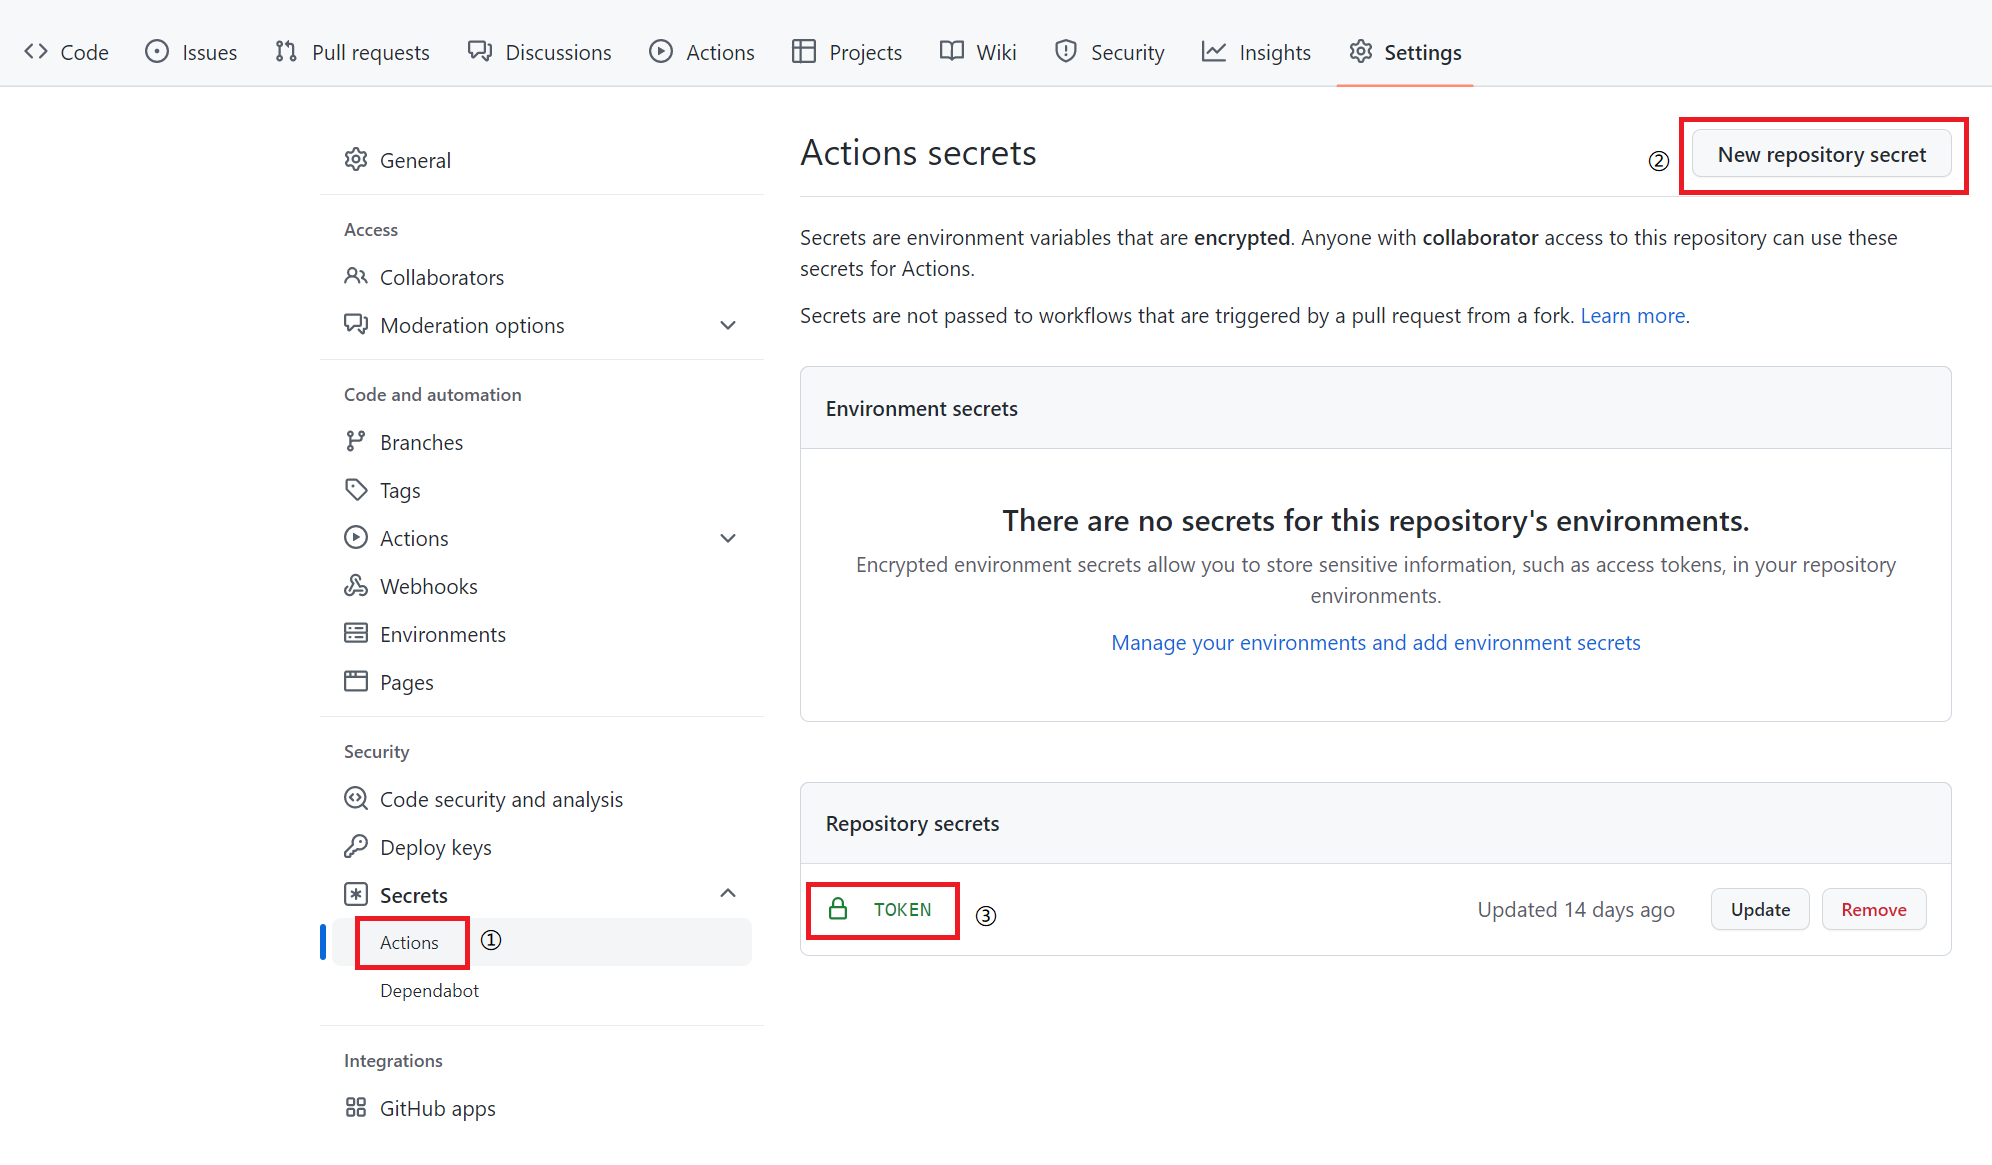 Code Issues Pull requests Discussions Actions Projects Wiki Security Insights Settings
General
Access
Collaborators
Moderation options
Code and automation
Branches
Tags
Actions
Webhooks
Environments
Pages
Security
Code security and analysis
Deploy keys
Secrets
Actions ①
Dependabot
Integrations
GitHub apps
Actions secrets
② New repository secret
Secrets are environment variables that are encrypted. Anyone with collaborator access to this repository can use these
secrets for Actions.
Secrets are not passed to workflows that are triggered by a pull request from a fork. Learn more.
Environment secrets
There are no secrets for this repository's environments.
Encrypted environment secrets allow you to store sensitive information, such as access tokens, in your repository
environments.
Manage your environments and add environment secrets
Repository secrets
TOKEN ③ Updated 14 days ago Update Remove